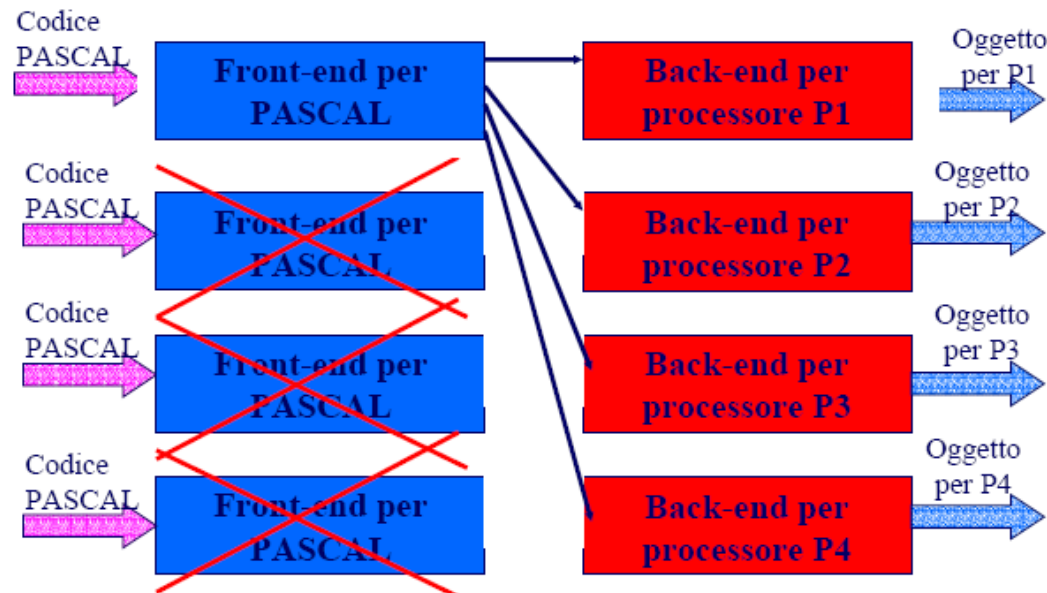 Codice
PASCAL
Front-end per
PASCAL
Back-end per
processore P1
Oggetto
per P1
Codice
PASCAL
Front-end per
PASCAL
Back-end per
processore P2
Oggetto
per P2
Codice
PASCAL
Front-end per
PASCAL
Back-end per
processore P3
Oggetto
per P3
Codice
PASCAL
Front-end per
PASCAL
Back-end per
processore P4
Oggetto
per P4